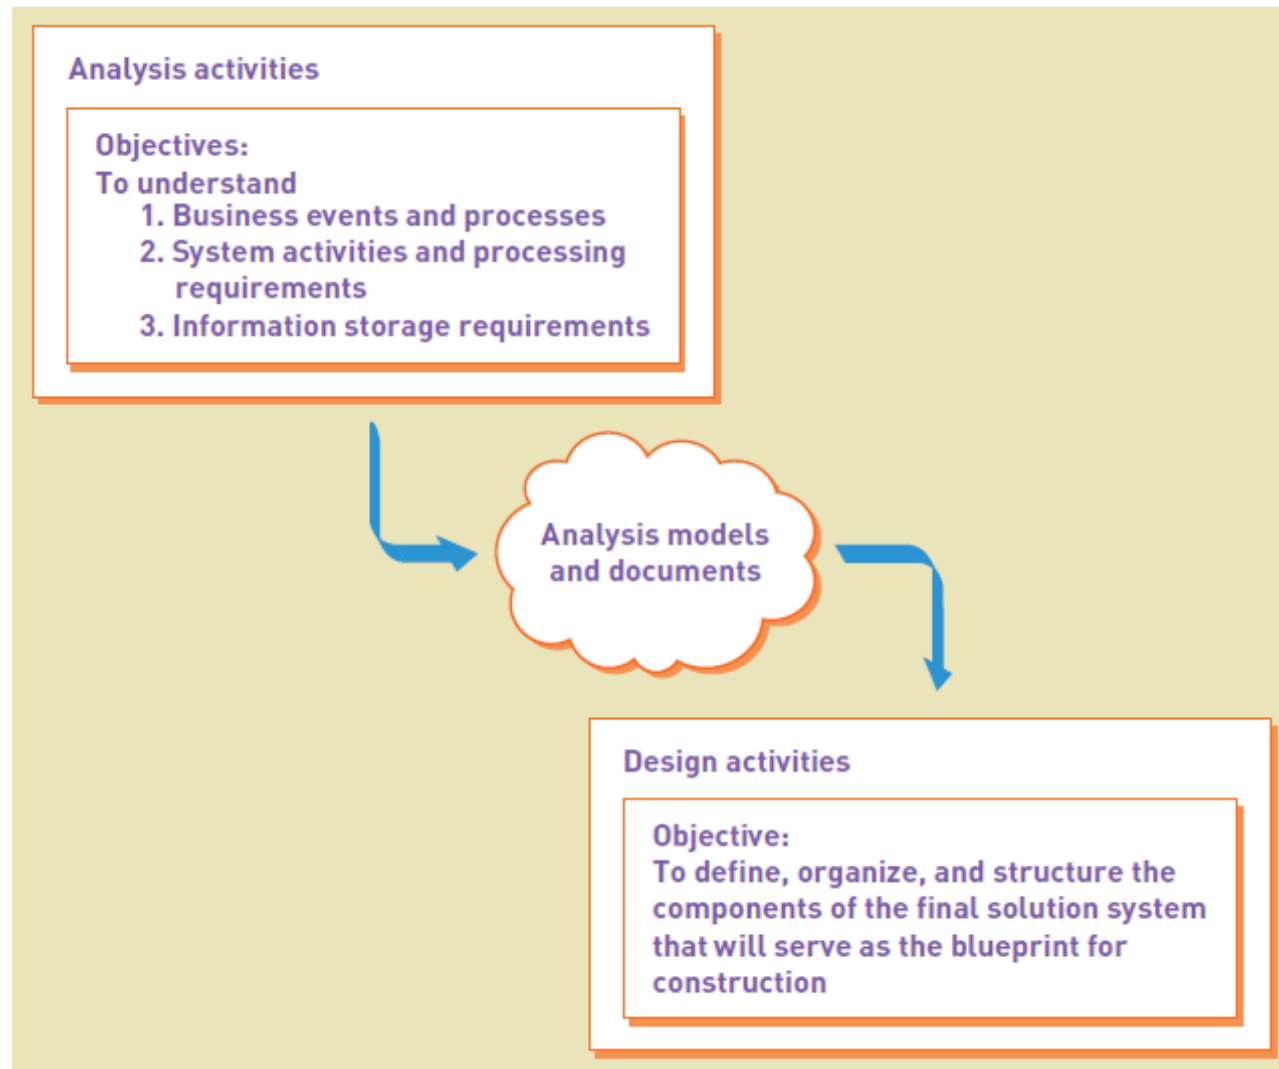 Analysis activities
Objectives:
To understand
1. Business events and processes
2. System activities and processing
requirements
3. Information storage requirements
Analysis models
and documents
Design activities
Objective:
To define, organize, and structure the
components of the final solution system
that will serve as the blueprint for
construction